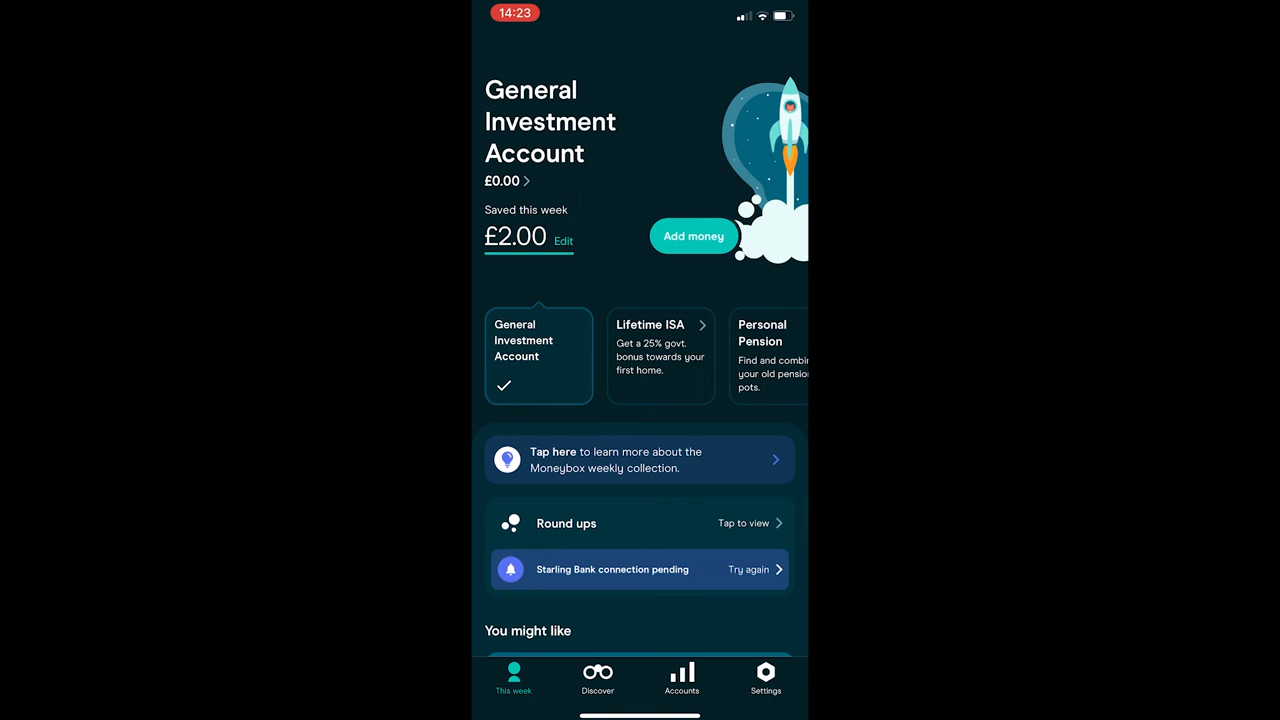 14:23
General
Investment
Account
£0.00
Saved this week
£2.00 Edit
Add money
General
Investment
Account
Lifetime ISA
Get a 25% govt.
bonus towards your
first home.
Personal
Pension
Find and combin
your old pension
pots.
Tap here to learn more about the
Moneybox weekly collection.
Round ups
Tap to view
Starling Bank connection pending
Try again
You might like
This week
Discover
Accounts
Settings